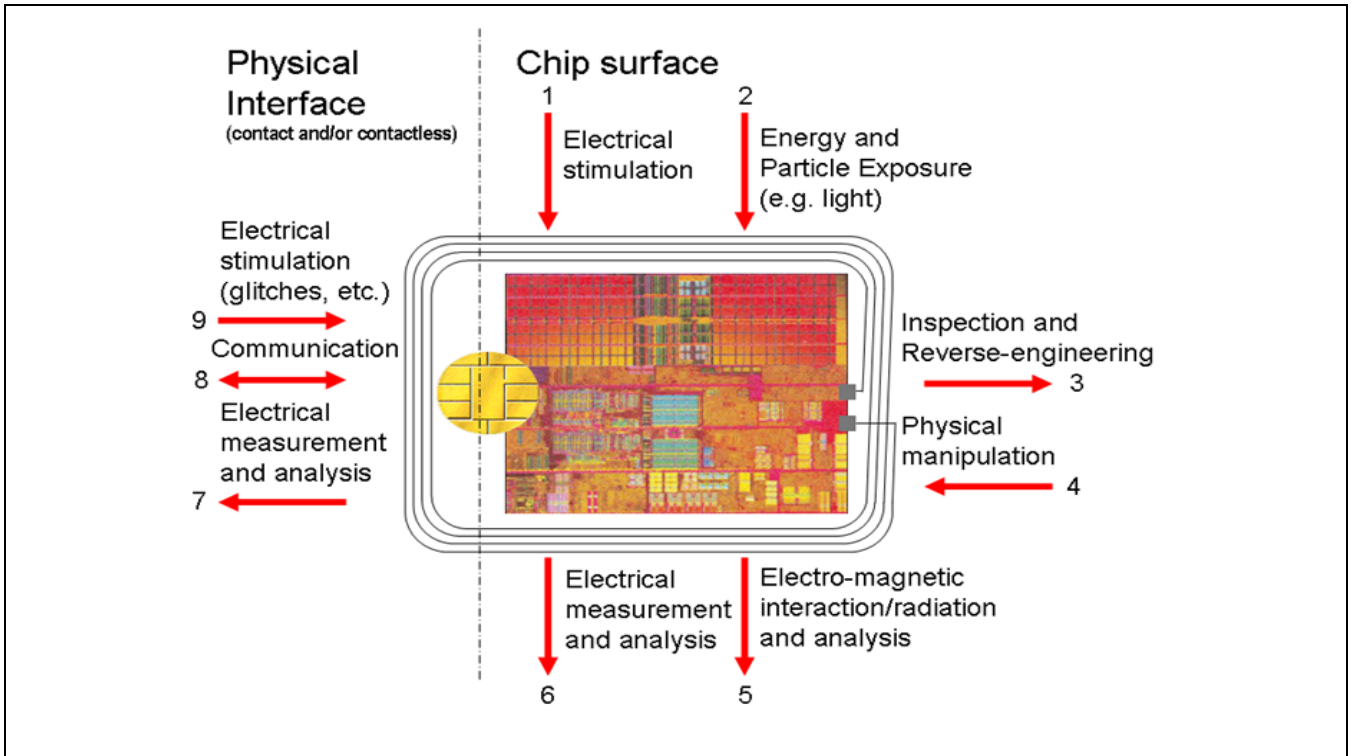 Physical
Interface
(contact and/or contactless)
Chip surface
1
2
Electrical
stimulation
Energy and
Particle Exposure
(e.g. light)
Electrical
stimulation
(glitches, etc.)
9
Communication
8
Electrical
measurement
and analysis
7
Inspection and
Reverse-engineering
3
Physical
manipulation
4
Electrical
measurement
and analysis
6
Electro-magnetic
interaction/radiation
and analysis
5